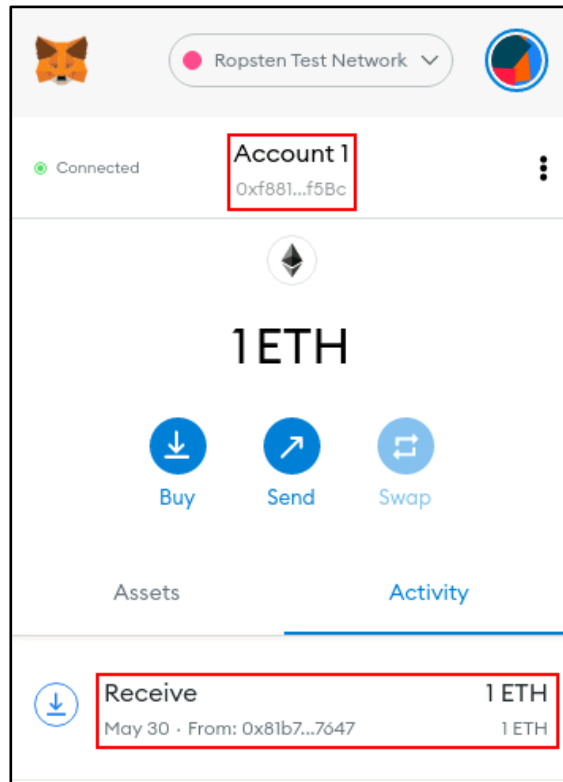 Ropsten Test Network
Connected
Account 1
0xf881...f5Bc
1 ETH
Buy Send Swap
Assets Activity
Receive 1 ETH
May 30 · From: 0x81b7...7647 1 ETH